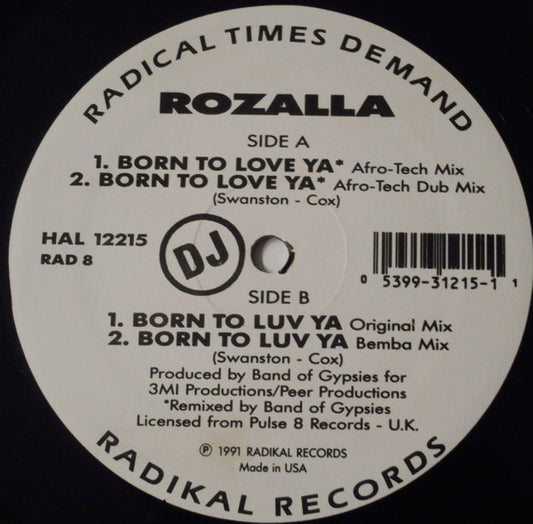 RADICAL TIMES DEMAND
ROZALLA
SIDE A
1. BORN TO LOVE YA* Afro-Tech Mix
2. BORN TO LOVE YA* Afro-Tech Dub Mix
(Swanston - Cox)
HAL 12215
RAD 8
DJ
0 5399-31215-1 1
SIDE B
1. BORN TO LUV YA Original Mix
2. BORN TO LUV YA Bemba Mix
(Swanston - Cox)
Produced by Band of Gypsies for
3MI Productions/Peer Productions
*Remixed by Band of Gypsies
Licensed from Pulse 8 Records - U.K.
℗ 1991 RADIKAL RECORDS
Made in USA
RADIKAL RECORDS